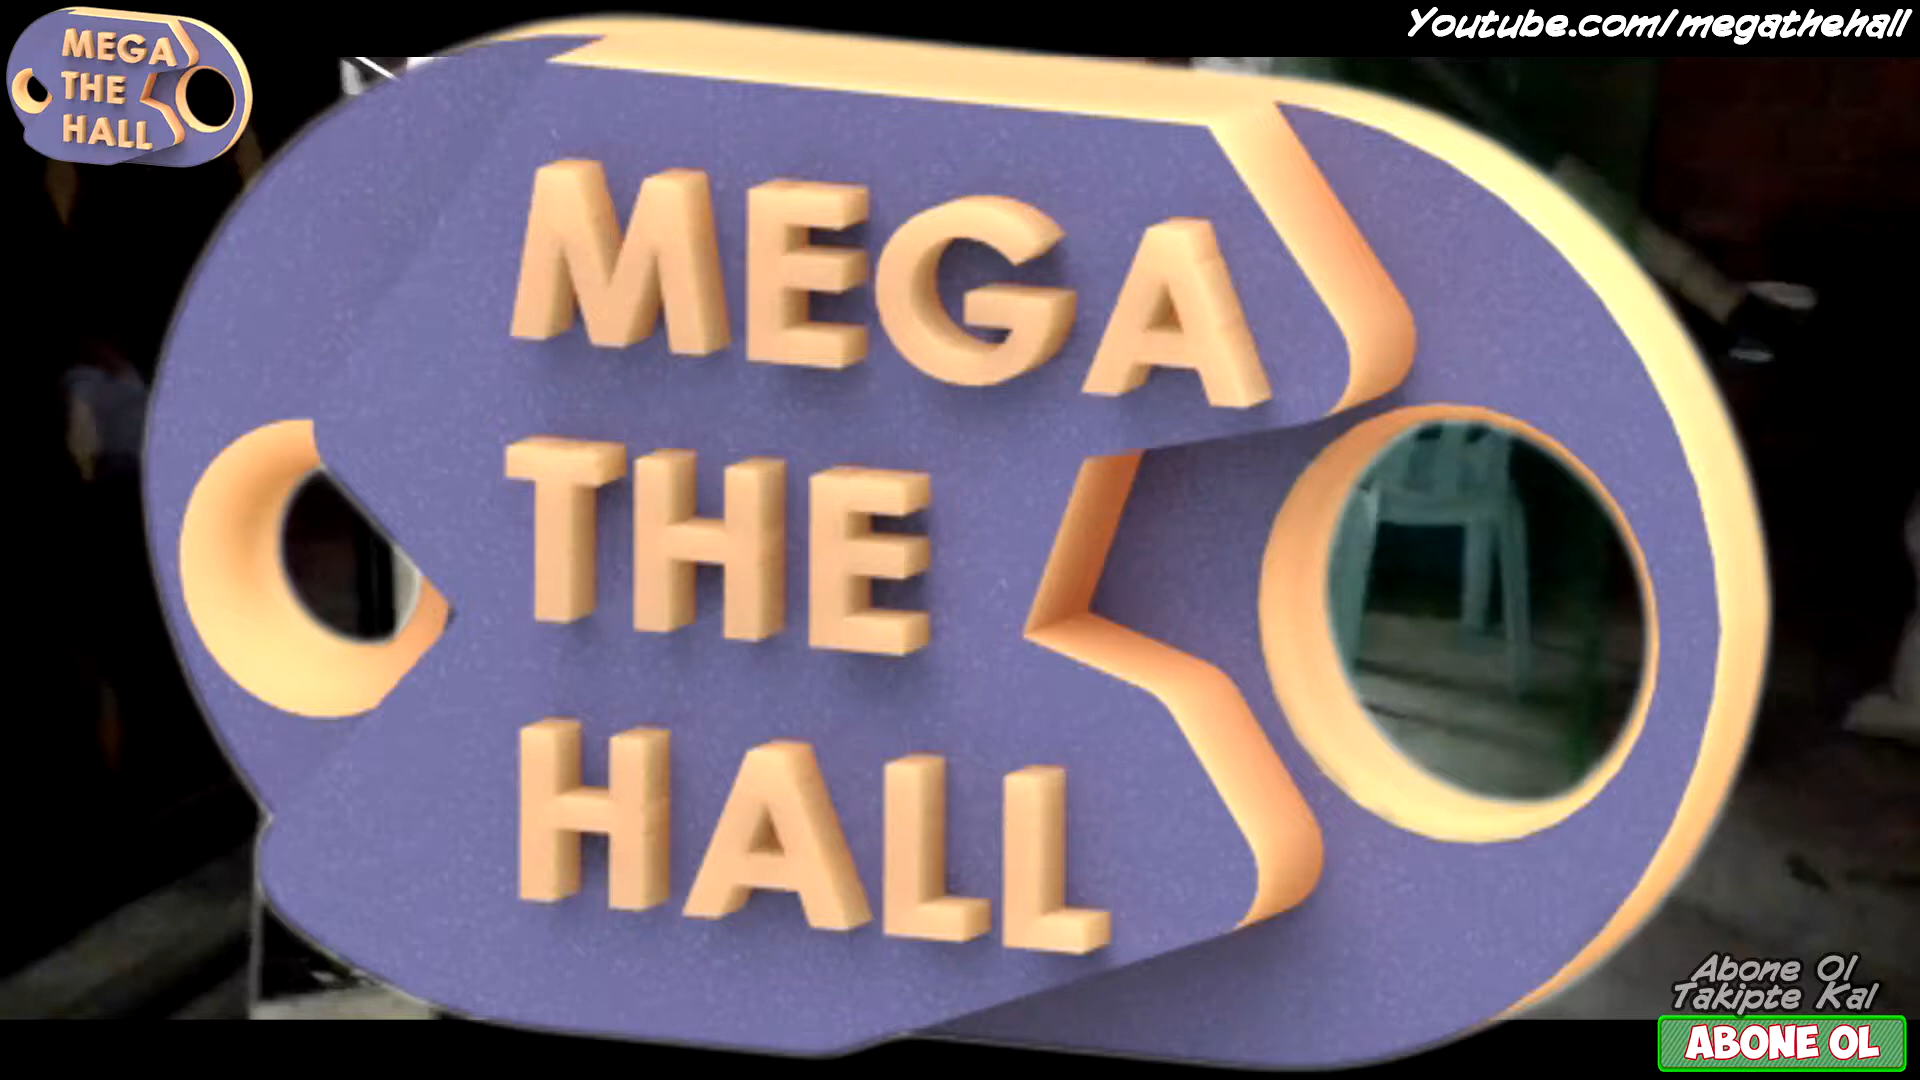 MEGA
THE
HALL
Youtube.com/megathehall
MEGA
THE
HALL
Abone Ol
Takipte Kal
ABONE OL